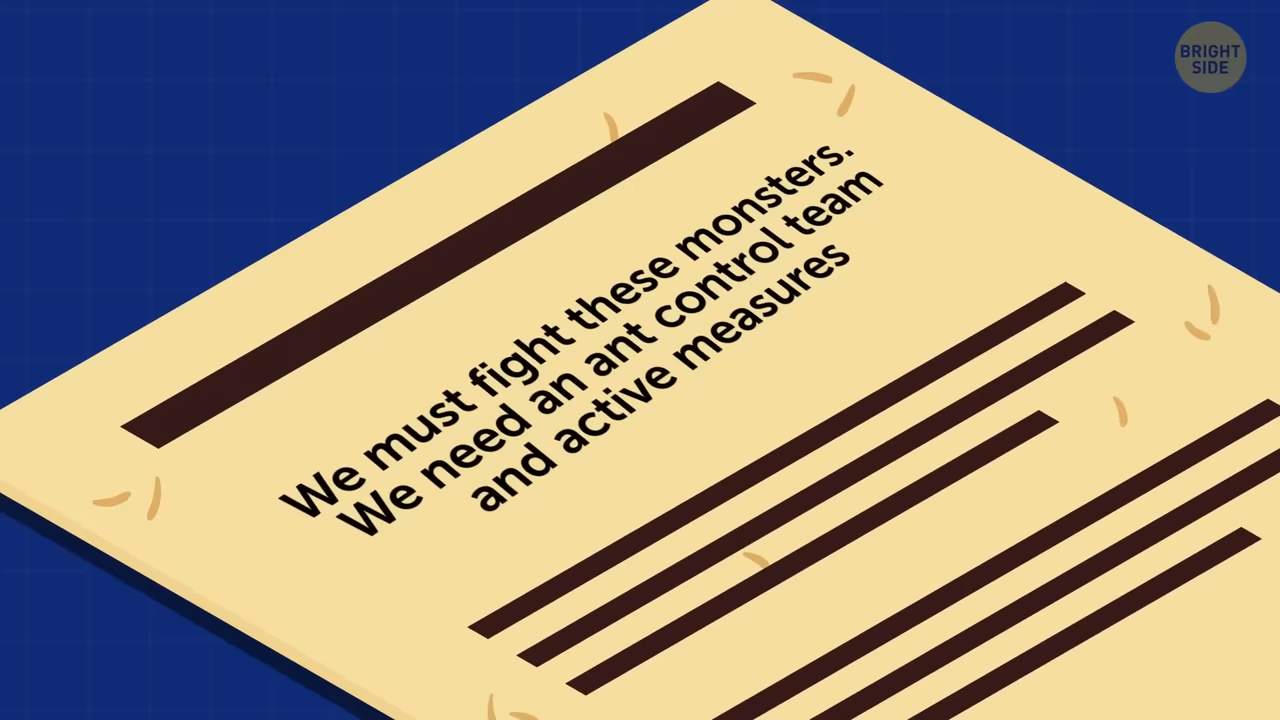 BRIGHT
SIDE
We must fight these monsters.
We need an ant control team
and active measures